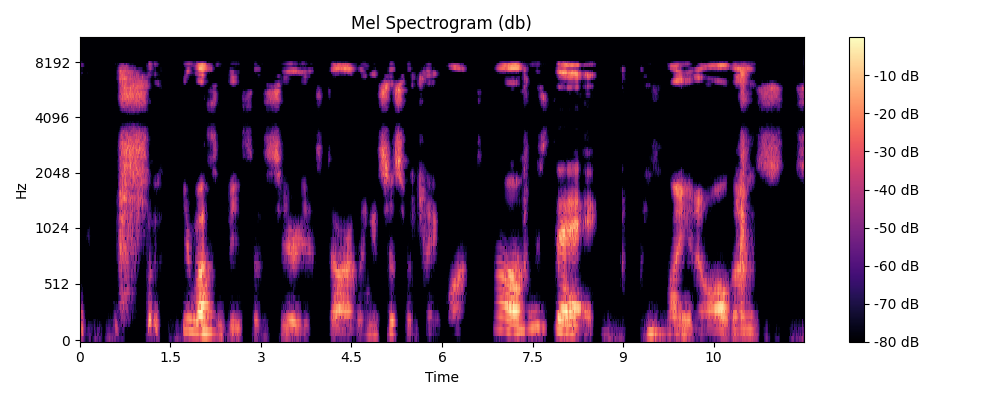 Mel Spectrogram (db)
Hz
8192
4096
2048
1024
512
0
0 1.5 3 4.5 6 7.5 9 10
Time
-10 dB
-20 dB
-30 dB
-40 dB
-50 dB
-60 dB
-70 dB
-80 dB